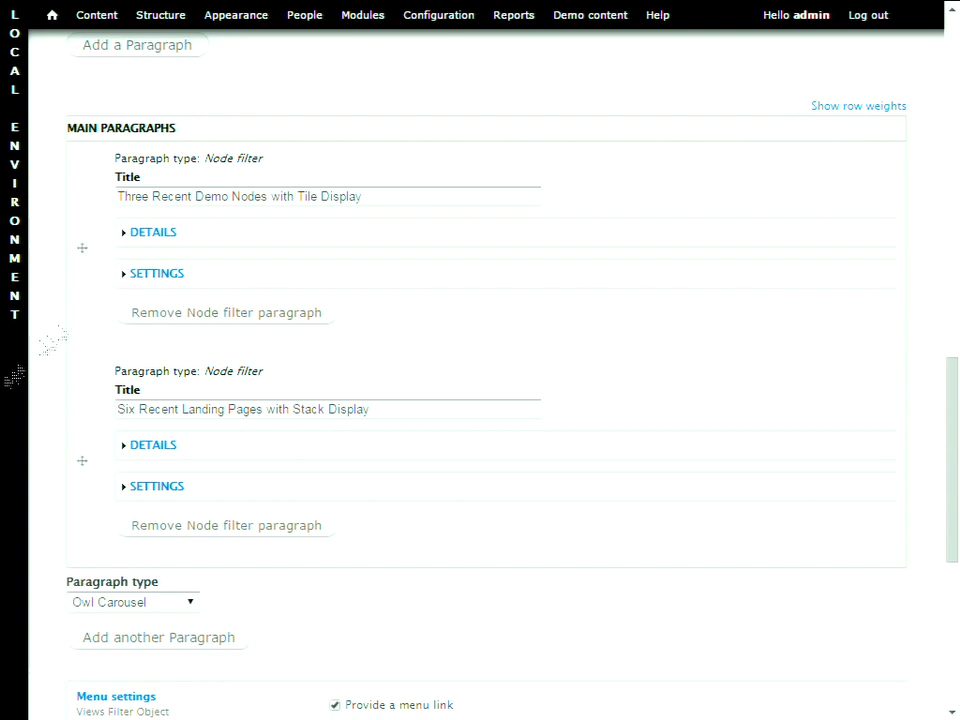 Content Structure Appearance People Modules Configuration Reports Demo content Help Hello admin Log out
LOCAL ENVIRONMENT
Add a Paragraph
Show row weights
MAIN PARAGRAPHS
Paragraph type: Node filter
Title
Three Recent Demo Nodes with Tile Display
DETAILS
SETTINGS
Remove Node filter paragraph
Paragraph type: Node filter
Title
Six Recent Landing Pages with Stack Display
DETAILS
SETTINGS
Remove Node filter paragraph
Paragraph type
Owl Carousel
Add another Paragraph
Menu settings
Views Filter Object
Provide a menu link